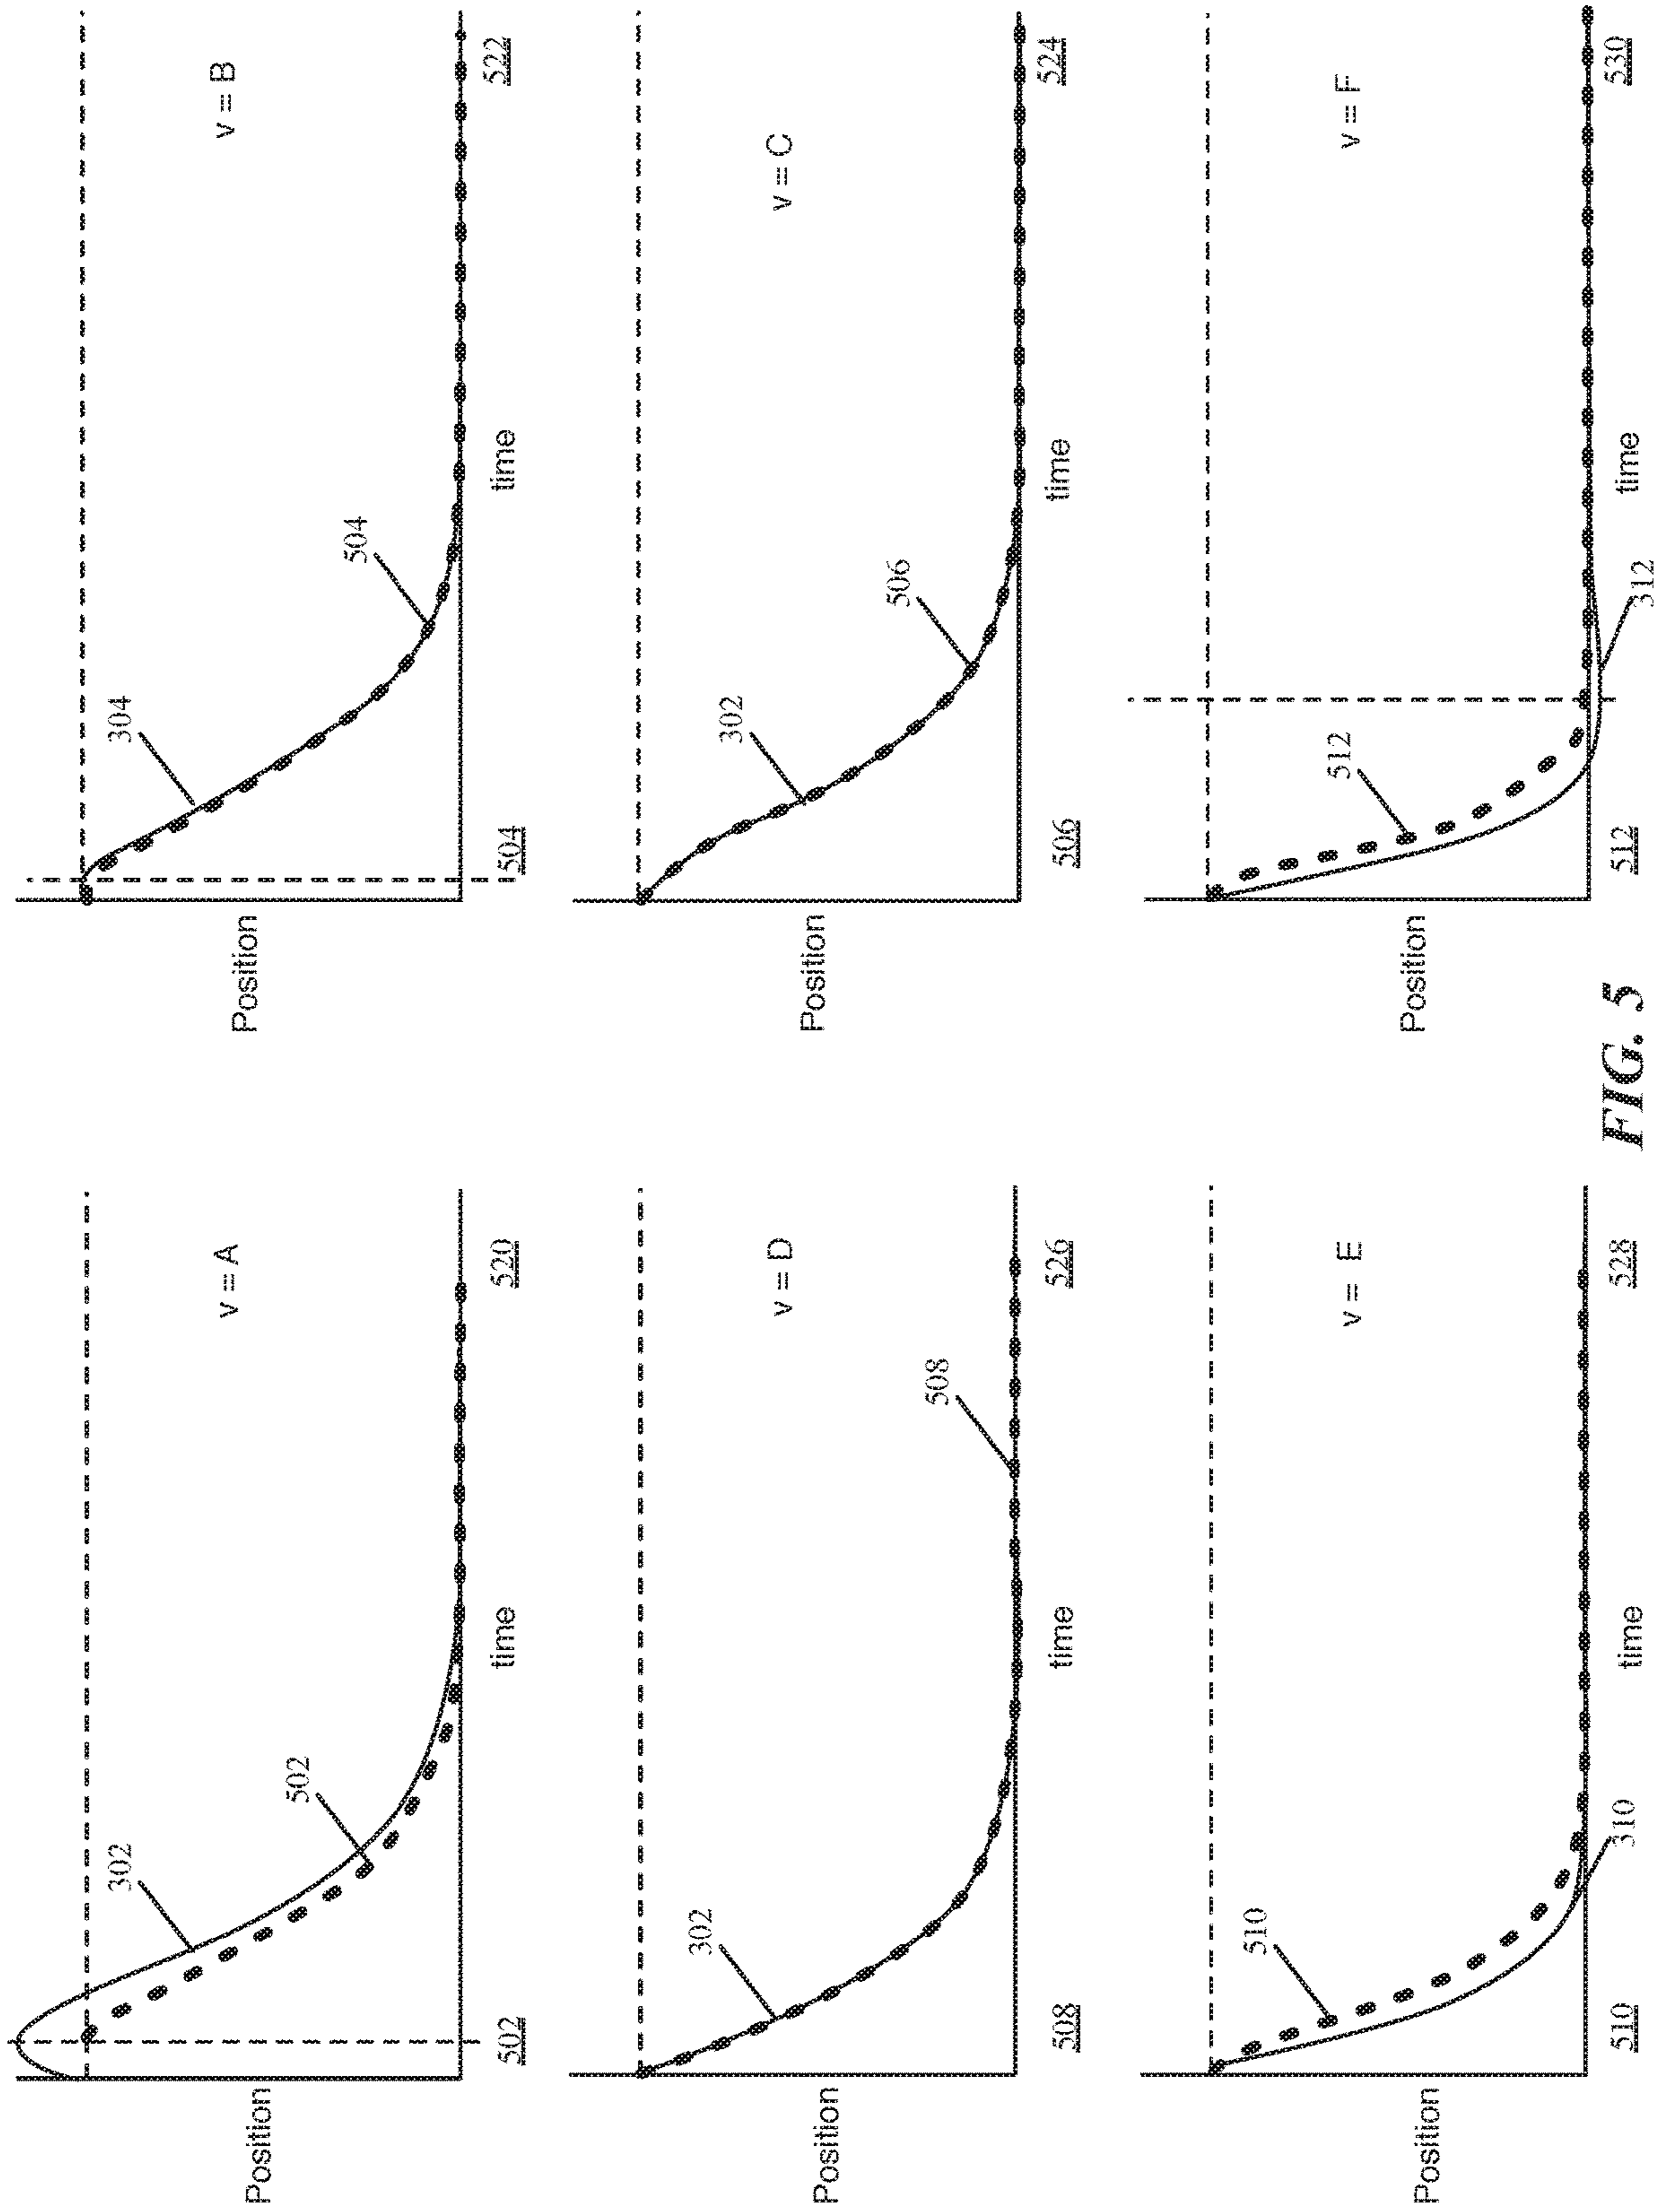 302
502
v = A
Position
time
502
520
304
504
v = B
Position
time
504
522
302
508
v = D
Position
time
508
526
302
506
v = C
Position
time
506
524
510
v = E
Position
310
time
510
528
512
v = F
Position
312
time
512
530
FIG. 5